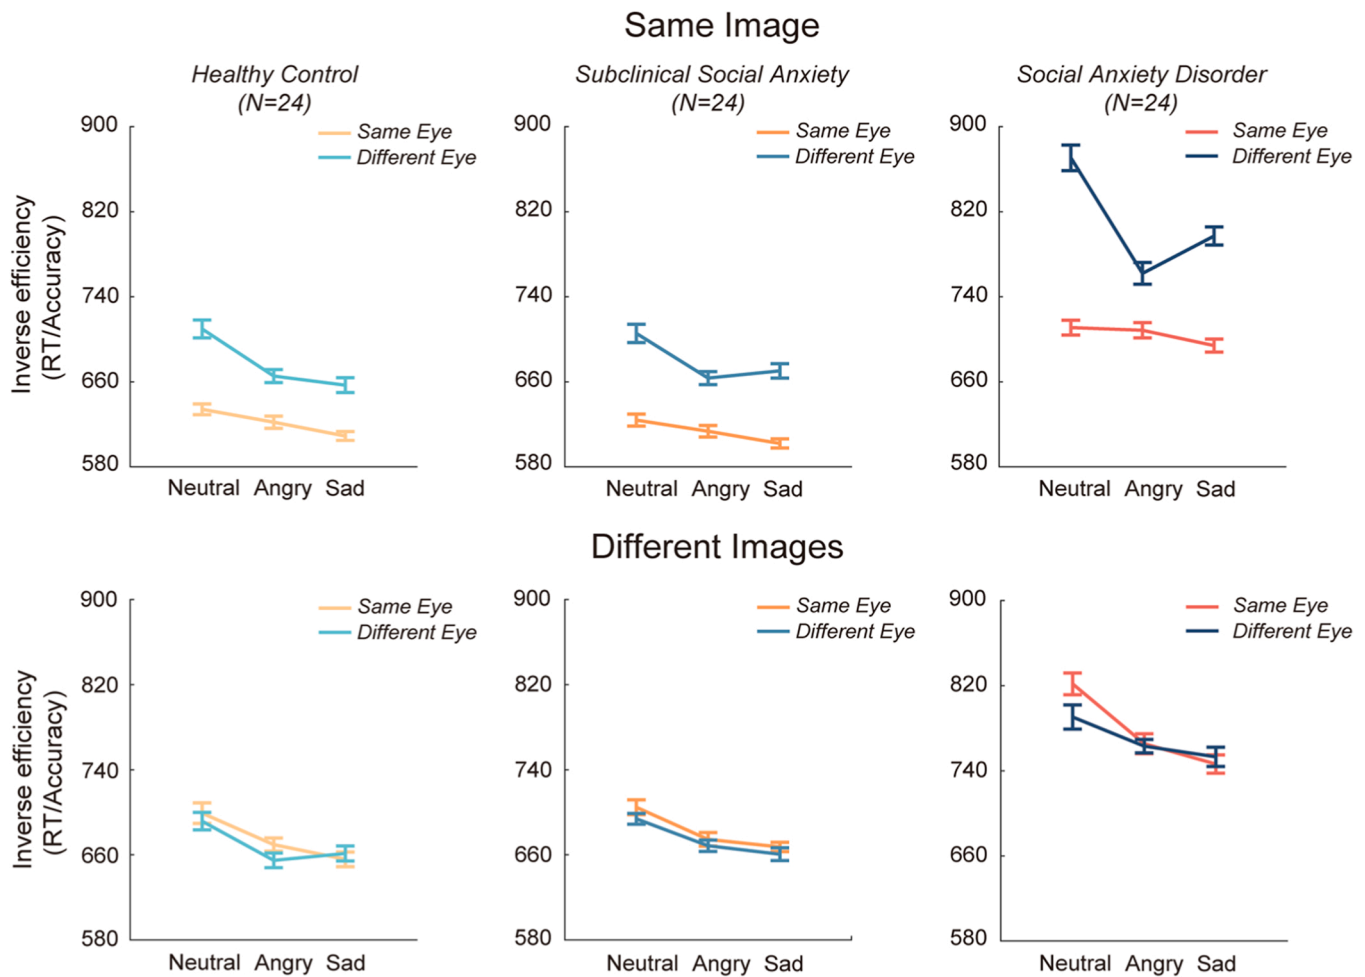 Same Image
Healthy Control
(N=24)
Subclinical Social Anxiety
(N=24)
Social Anxiety Disorder
(N=24)
Inverse efficiency
(RT/Accuracy)
900
820
740
660
580
Same Eye
Different Eye
Neutral Angry Sad
900
820
740
660
580
Same Eye
Different Eye
Neutral Angry Sad
900
820
740
660
580
Same Eye
Different Eye
Neutral Angry Sad
Different Images
Inverse efficiency
(RT/Accuracy)
900
820
740
660
580
Same Eye
Different Eye
Neutral Angry Sad
900
820
740
660
580
Same Eye
Different Eye
Neutral Angry Sad
900
820
740
660
580
Same Eye
Different Eye
Neutral Angry Sad